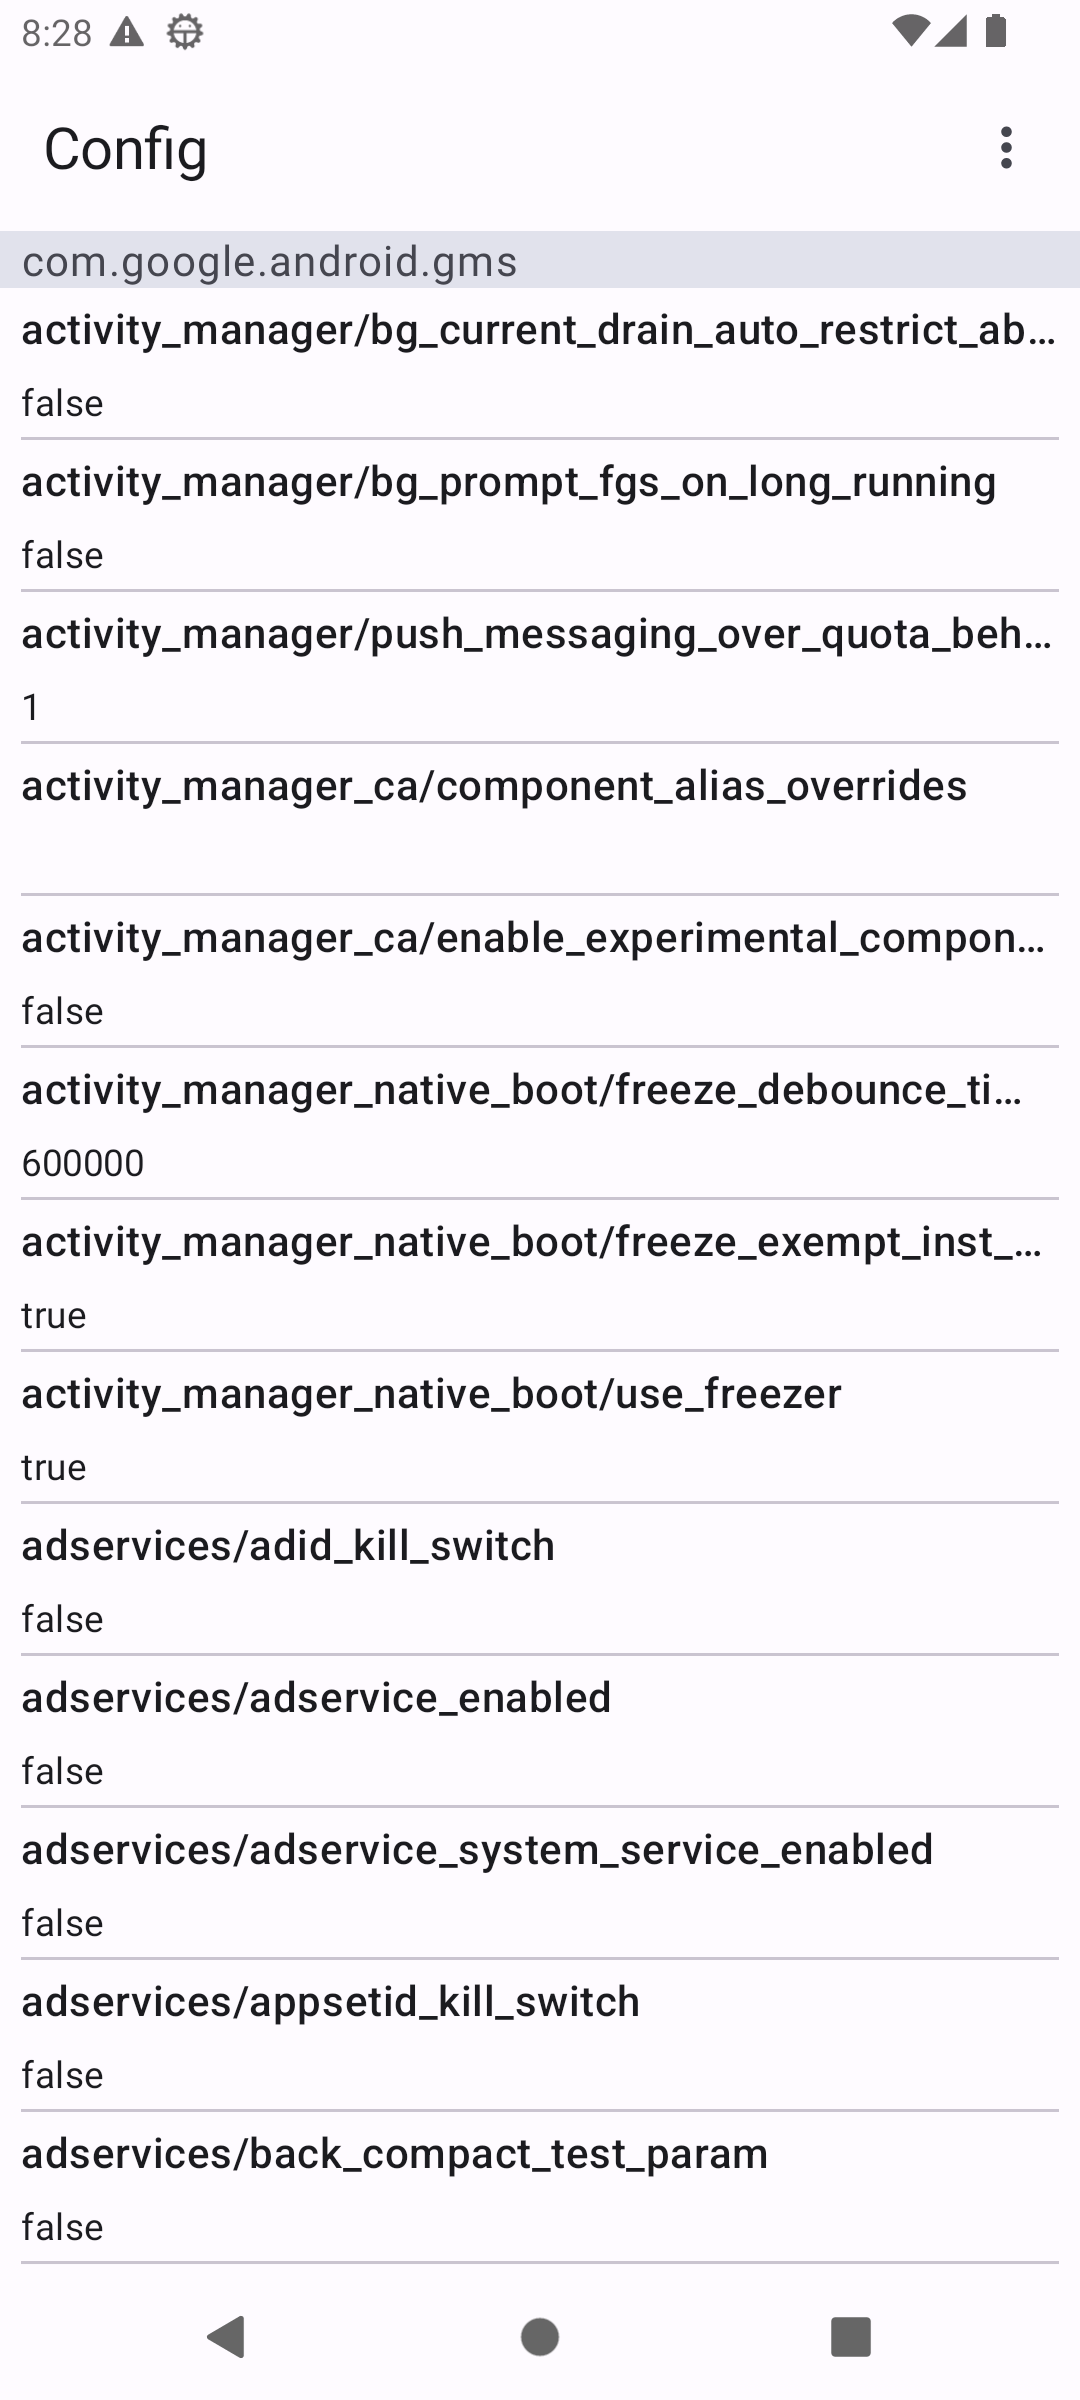 8:28
Config
com.google.android.gms
activity_manager/bg_current_drain_auto_restrict_ab...
false
activity_manager/bg_prompt_fgs_on_long_running
false
activity_manager/push_messaging_over_quota_beh...
1
activity_manager_ca/component_alias_overrides
activity_manager_ca/enable_experimental_compon...
false
activity_manager_native_boot/freeze_debounce_ti...
600000
activity_manager_native_boot/freeze_exempt_inst_...
true
activity_manager_native_boot/use_freezer
true
adservices/adid_kill_switch
false
adservices/adservice_enabled
false
adservices/adservice_system_service_enabled
false
adservices/appsetid_kill_switch
false
adservices/back_compact_test_param
false